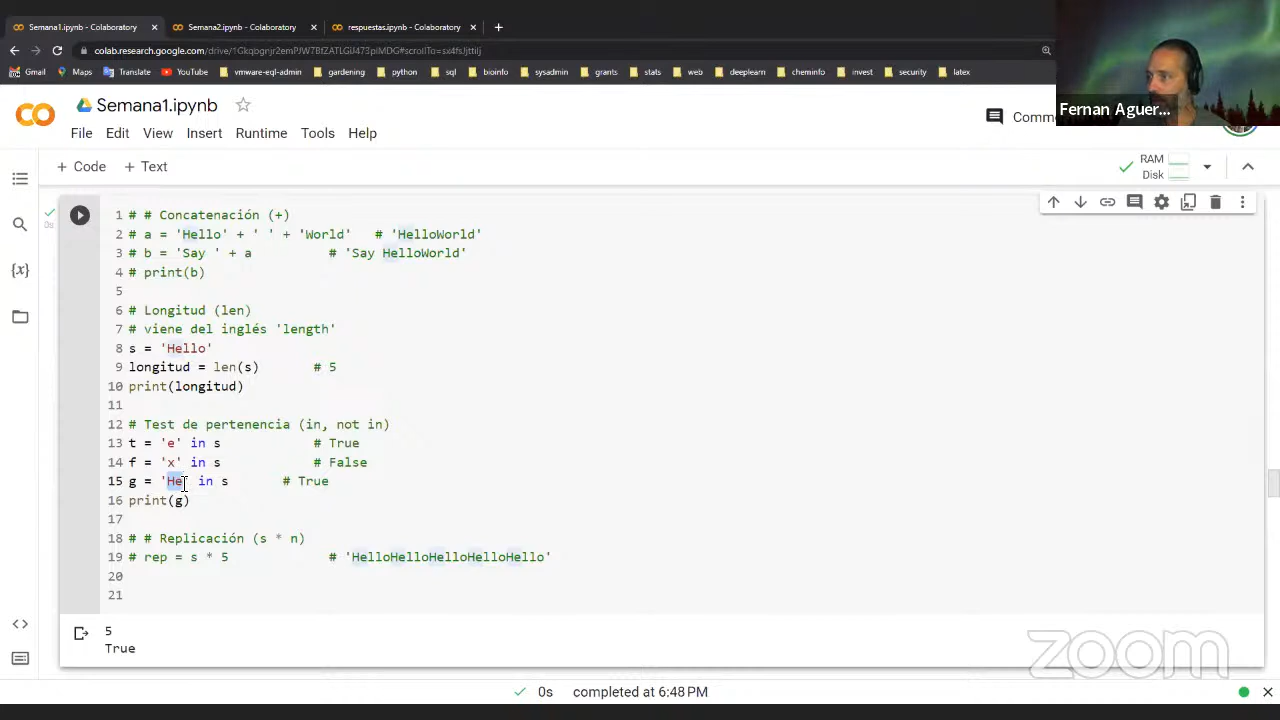 Semana1.ipynb - Colaboratory
Semana2.ipynb - Colaboratory
respuestas.ipynb - Colaboratory
Gmail
Maps
Translate
YouTube
vmware-eql-admin
gardening
python
sql
bioinfo
sysadmin
grants
stats
web
deeplearn
cheminfo
invest
security
latex
Fernan Aguer...
Semana1.ipynb
File Edit View Insert Runtime Tools Help
+ Code + Text
RAM
Disk
1 # # Concatenación (+)
2 # a = 'Hello' + ' ' + 'World'   # 'HelloWorld'
3 # b = 'Say ' + a          # 'Say HelloWorld'
4 # print(b)
5
6 # Longitud (len)
7 # viene del inglés 'length'
8 s = 'Hello'
9 longitud = len(s)       # 5
10 print(longitud)
11
12 # Test de pertenencia (in, not in)
13 t = 'e' in s            # True
14 f = 'x' in s            # False
15 g = 'He' in s       # True
16 print(g)
17
18 # # Replicación (s * n)
19 # rep = s * 5             # 'HelloHelloHelloHelloHello'
20
21
0s
5
True
zoom
0s completed at 6:48 PM